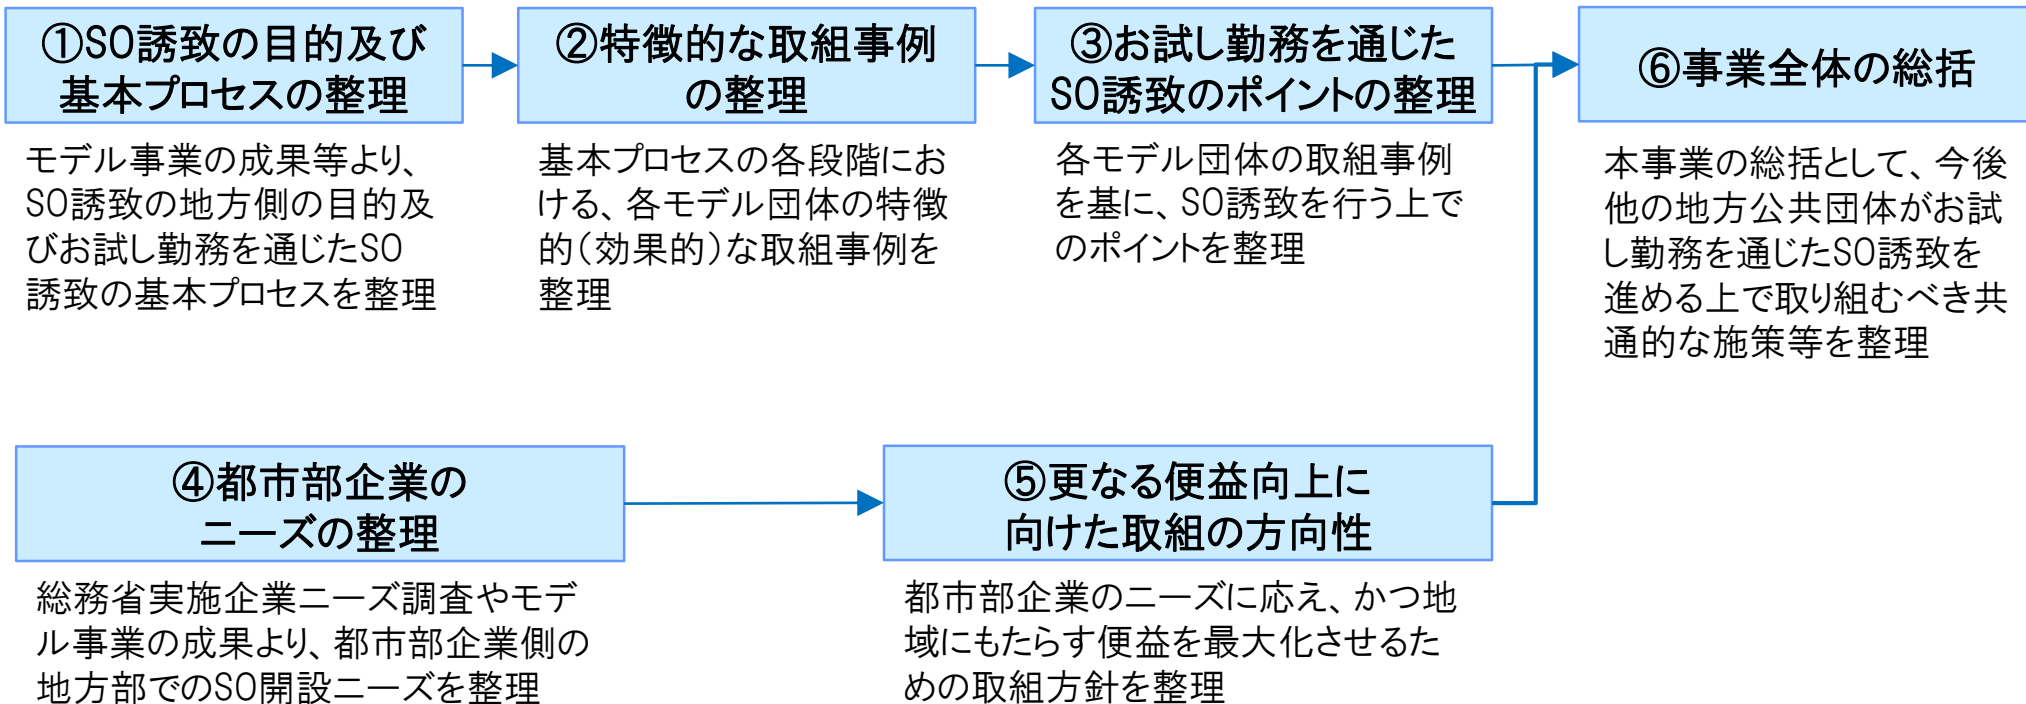 ①SO誘致の目的及び
基本プロセスの整理
モデル事業の成果等より、
SO誘致の地方側の目的及
びお試し勤務を通じたSO
誘致の基本プロセスを整理
②特徴的な取組事例
の整理
基本プロセスの各段階にお
ける、各モデル団体の特徴
的（効果的）な取組事例を
整理
③お試し勤務を通じた
SO誘致のポイントの整理
各モデル団体の取組事例
を基に、SO誘致を行う上で
のポイントを整理
⑥事業全体の総括
本事業の総括として、今後
他の地方公共団体がお試
し勤務を通じたSO誘致を
進める上で取り組むべき共
通的な施策等を整理
④都市部企業の
ニーズの整理
総務省実施企業ニーズ調査やモデ
ル事業の成果より、都市部企業側の
地方部でのSO開設ニーズを整理
⑤更なる便益向上に
向けた取組の方向性
都市部企業のニーズに応え、かつ地
域にもたらす便益を最大化させるた
めの取組方針を整理